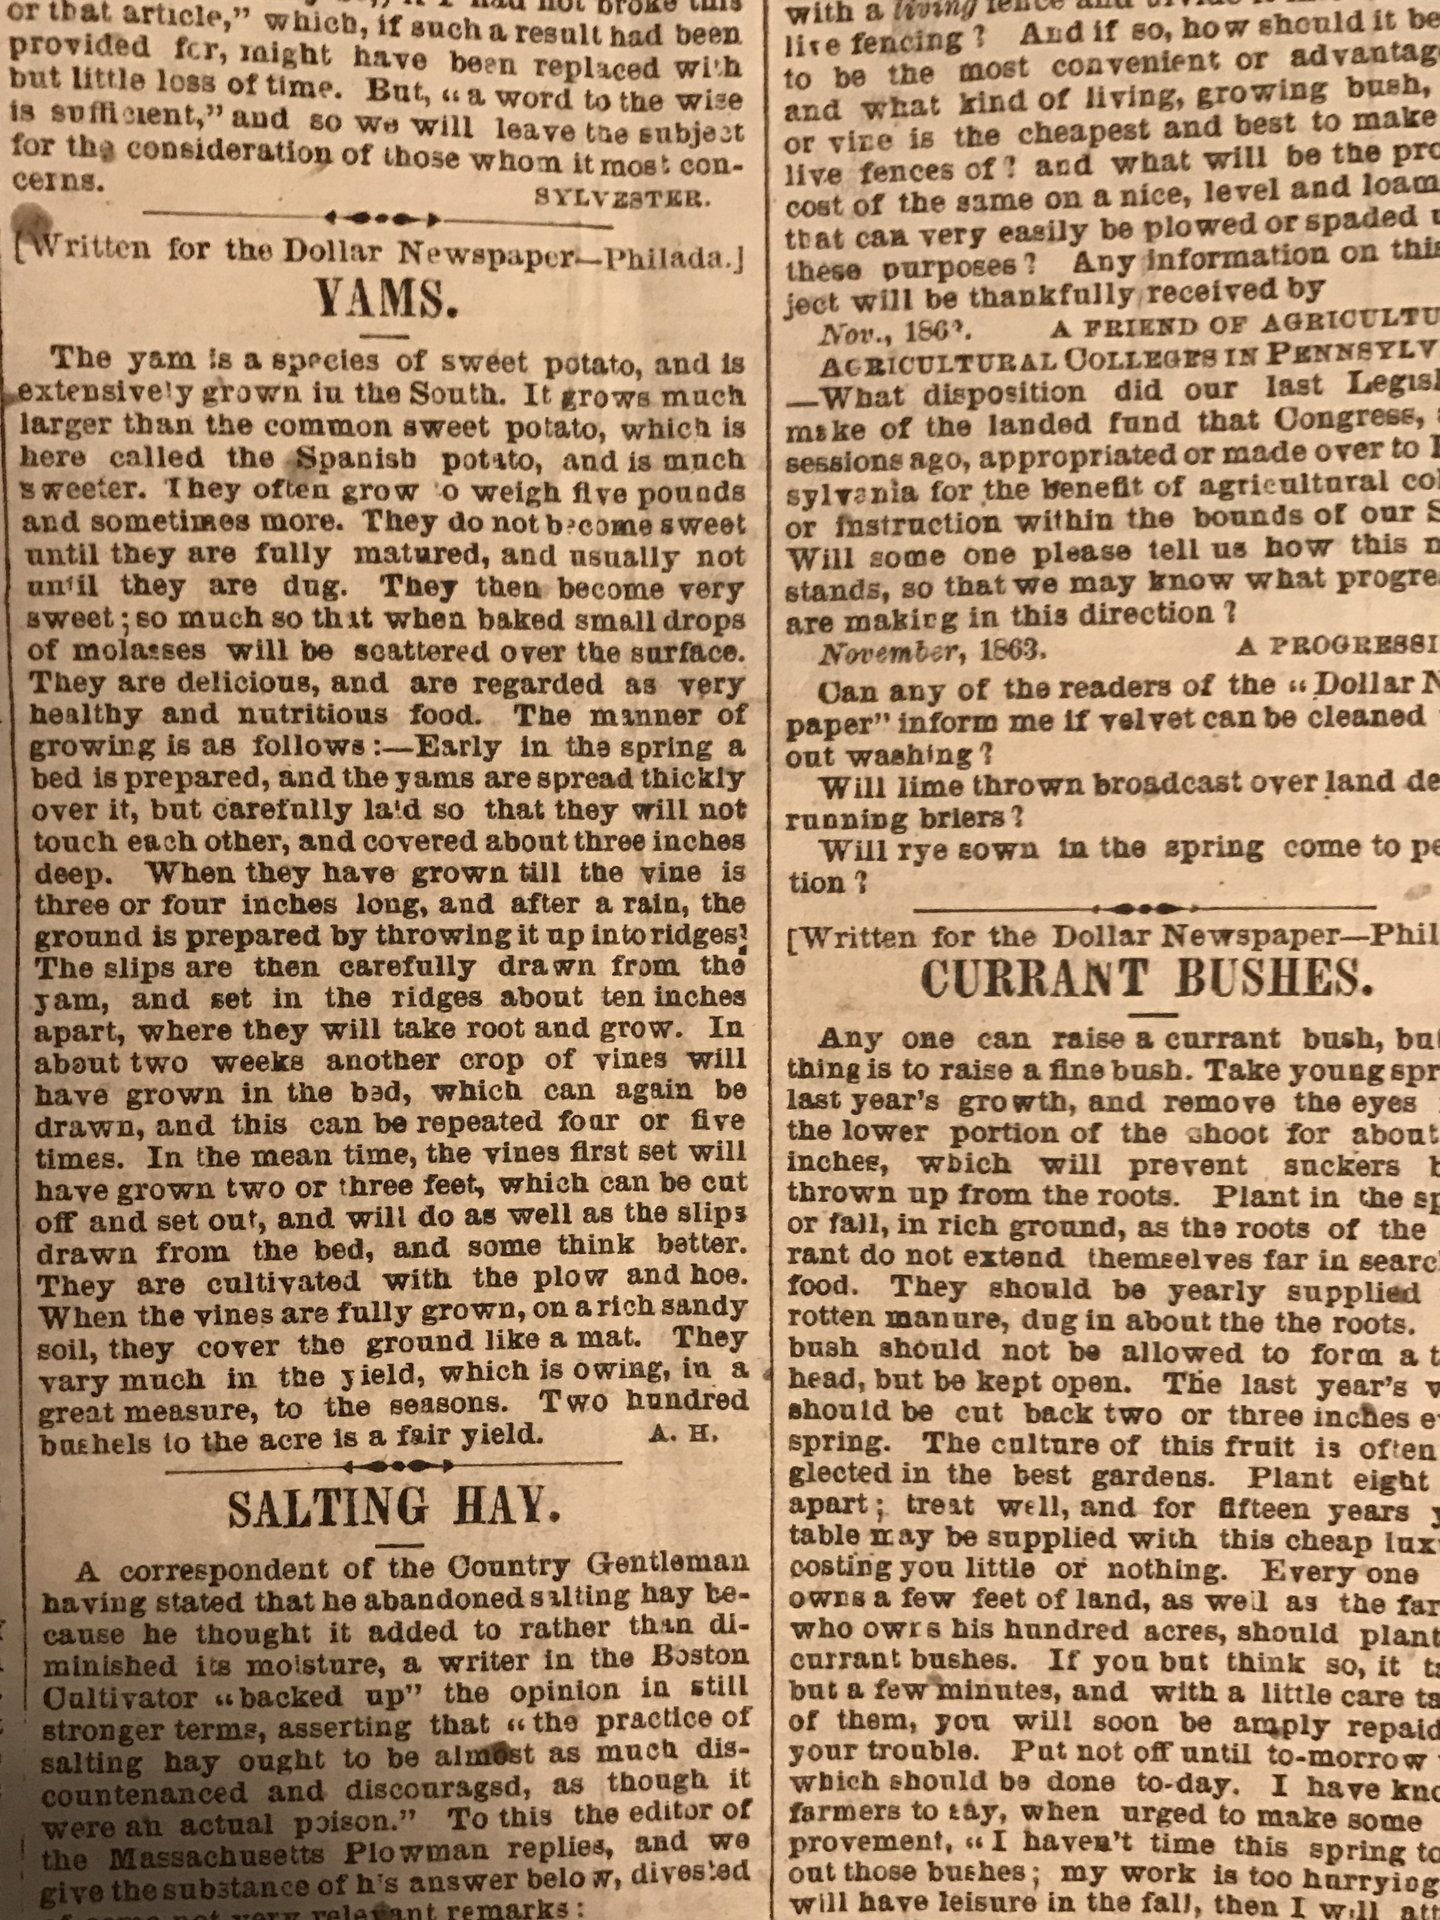 or that article," which, if such a result had been
provided for, might have been replaced with
but little loss of time. But, "a word to the wise
is sufficient," and so we will leave the subject
for the consideration of those whom it most con-
cerns. SYLVESTER.
[Written for the Dollar Newspaper—Philada.]
YAMS.
The yam is a species of sweet potato, and is
extensively grown in the South. It grows much
larger than the common sweet potato, which is
here called the Spanish potato, and is much
sweeter. They often grow to weigh five pounds
and sometimes more. They do not become sweet
until they are fully matured, and usually not
until they are dug. They then become very
sweet; so much so that when baked small drops
of molasses will be scattered over the surface.
They are delicious, and are regarded as very
healthy and nutritious food. The manner of
growing is as follows:—Early in the spring a
bed is prepared, and the yams are spread thickly
over it, but carefully laid so that they will not
touch each other, and covered about three inches
deep. When they have grown till the vine is
three or four inches long, and after a rain, the
ground is prepared by throwing it up into ridges.
The slips are then carefully drawn from the
yam, and set in the ridges about ten inches
apart, where they will take root and grow. In
about two weeks another crop of vines will
have grown in the bed, which can again be
drawn, and this can be repeated four or five
times. In the mean time, the vines first set will
have grown two or three feet, which can be cut
off and set out, and will do as well as the slips
drawn from the bed, and some think better.
They are cultivated with the plow and hoe.
When the vines are fully grown, on a rich sandy
soil, they cover the ground like a mat. They
vary much in the yield, which is owing, in a
great measure, to the seasons. Two hundred
bushels to the acre is a fair yield. A. H.
SALTING HAY.
A correspondent of the Country Gentleman
having stated that he abandoned salting hay be-
cause he thought it added to rather than di-
minished its moisture, a writer in the Boston
Cultivator "backed up" the opinion in still
stronger terms, asserting that "the practice of
salting hay ought to be almost as much dis-
countenanced and discouragsd, as though it
were an actual poison." To this the editor of
the Massachusetts Plowman replies, and we
give the substance of his answer below, divested
of some not very relevant remarks:
with a living fence and
live fencing? And if so, how should it be
to be the most convenient or advantag
and what kind of living, growing bush,
or vine is the cheapest and best to make
live fences of? and what will be the pro
cost of the same on a nice, level and loam
that can very easily be plowed or spaded
these purposes? Any information on this
ject will be thankfully received by
Nov., 1863. A FRIEND OF AGRICULTU
AGRICULTURAL COLLEGES IN PENNSYLV
—What disposition did our last Legisl
make of the landed fund that Congress,
sessions ago, appropriated or made over to
sylvania for the benefit of agricultural col
or instruction within the bounds of our S
Will some one please tell us how this m
stands, so that we may know what progre
are making in this direction?
November, 1863. A PROGRESSI
Can any of the readers of the "Dollar N
paper" inform me if velvet can be cleaned
out washing?
Will lime thrown broadcast over land de
running briers?
Will rye sown in the spring come to pe
tion?
[Written for the Dollar Newspaper—Phil
CURRANT BUSHES.
Any one can raise a currant bush, but
thing is to raise a fine bush. Take young spr
last year's growth, and remove the eyes
the lower portion of the shoot for about
inches, which will prevent suckers b
thrown up from the roots. Plant in the sp
or fall, in rich ground, as the roots of the
rant do not extend themselves far in searc
food. They should be yearly supplied
rotten manure, dug in about the the roots.
bush should not be allowed to form a t
head, but be kept open. The last year's
should be cut back two or three inches e
spring. The culture of this fruit is often
glected in the best gardens. Plant eight
apart; treat well, and for fifteen years y
table may be supplied with this cheap lux
costing you little or nothing. Every one
owns a few feet of land, as well as the far
who owns his hundred acres, should plant
currant bushes. If you but think so, it ta
but a few minutes, and with a little care ta
of them, you will soon be amply repaid
your trouble. Put not off until to-morrow
which should be done to-day. I have kno
farmers to say, when urged to make some
provement, "I haven't time this spring to
out those bushes; my work is too hurrying
will have leisure in the fall, then I will att